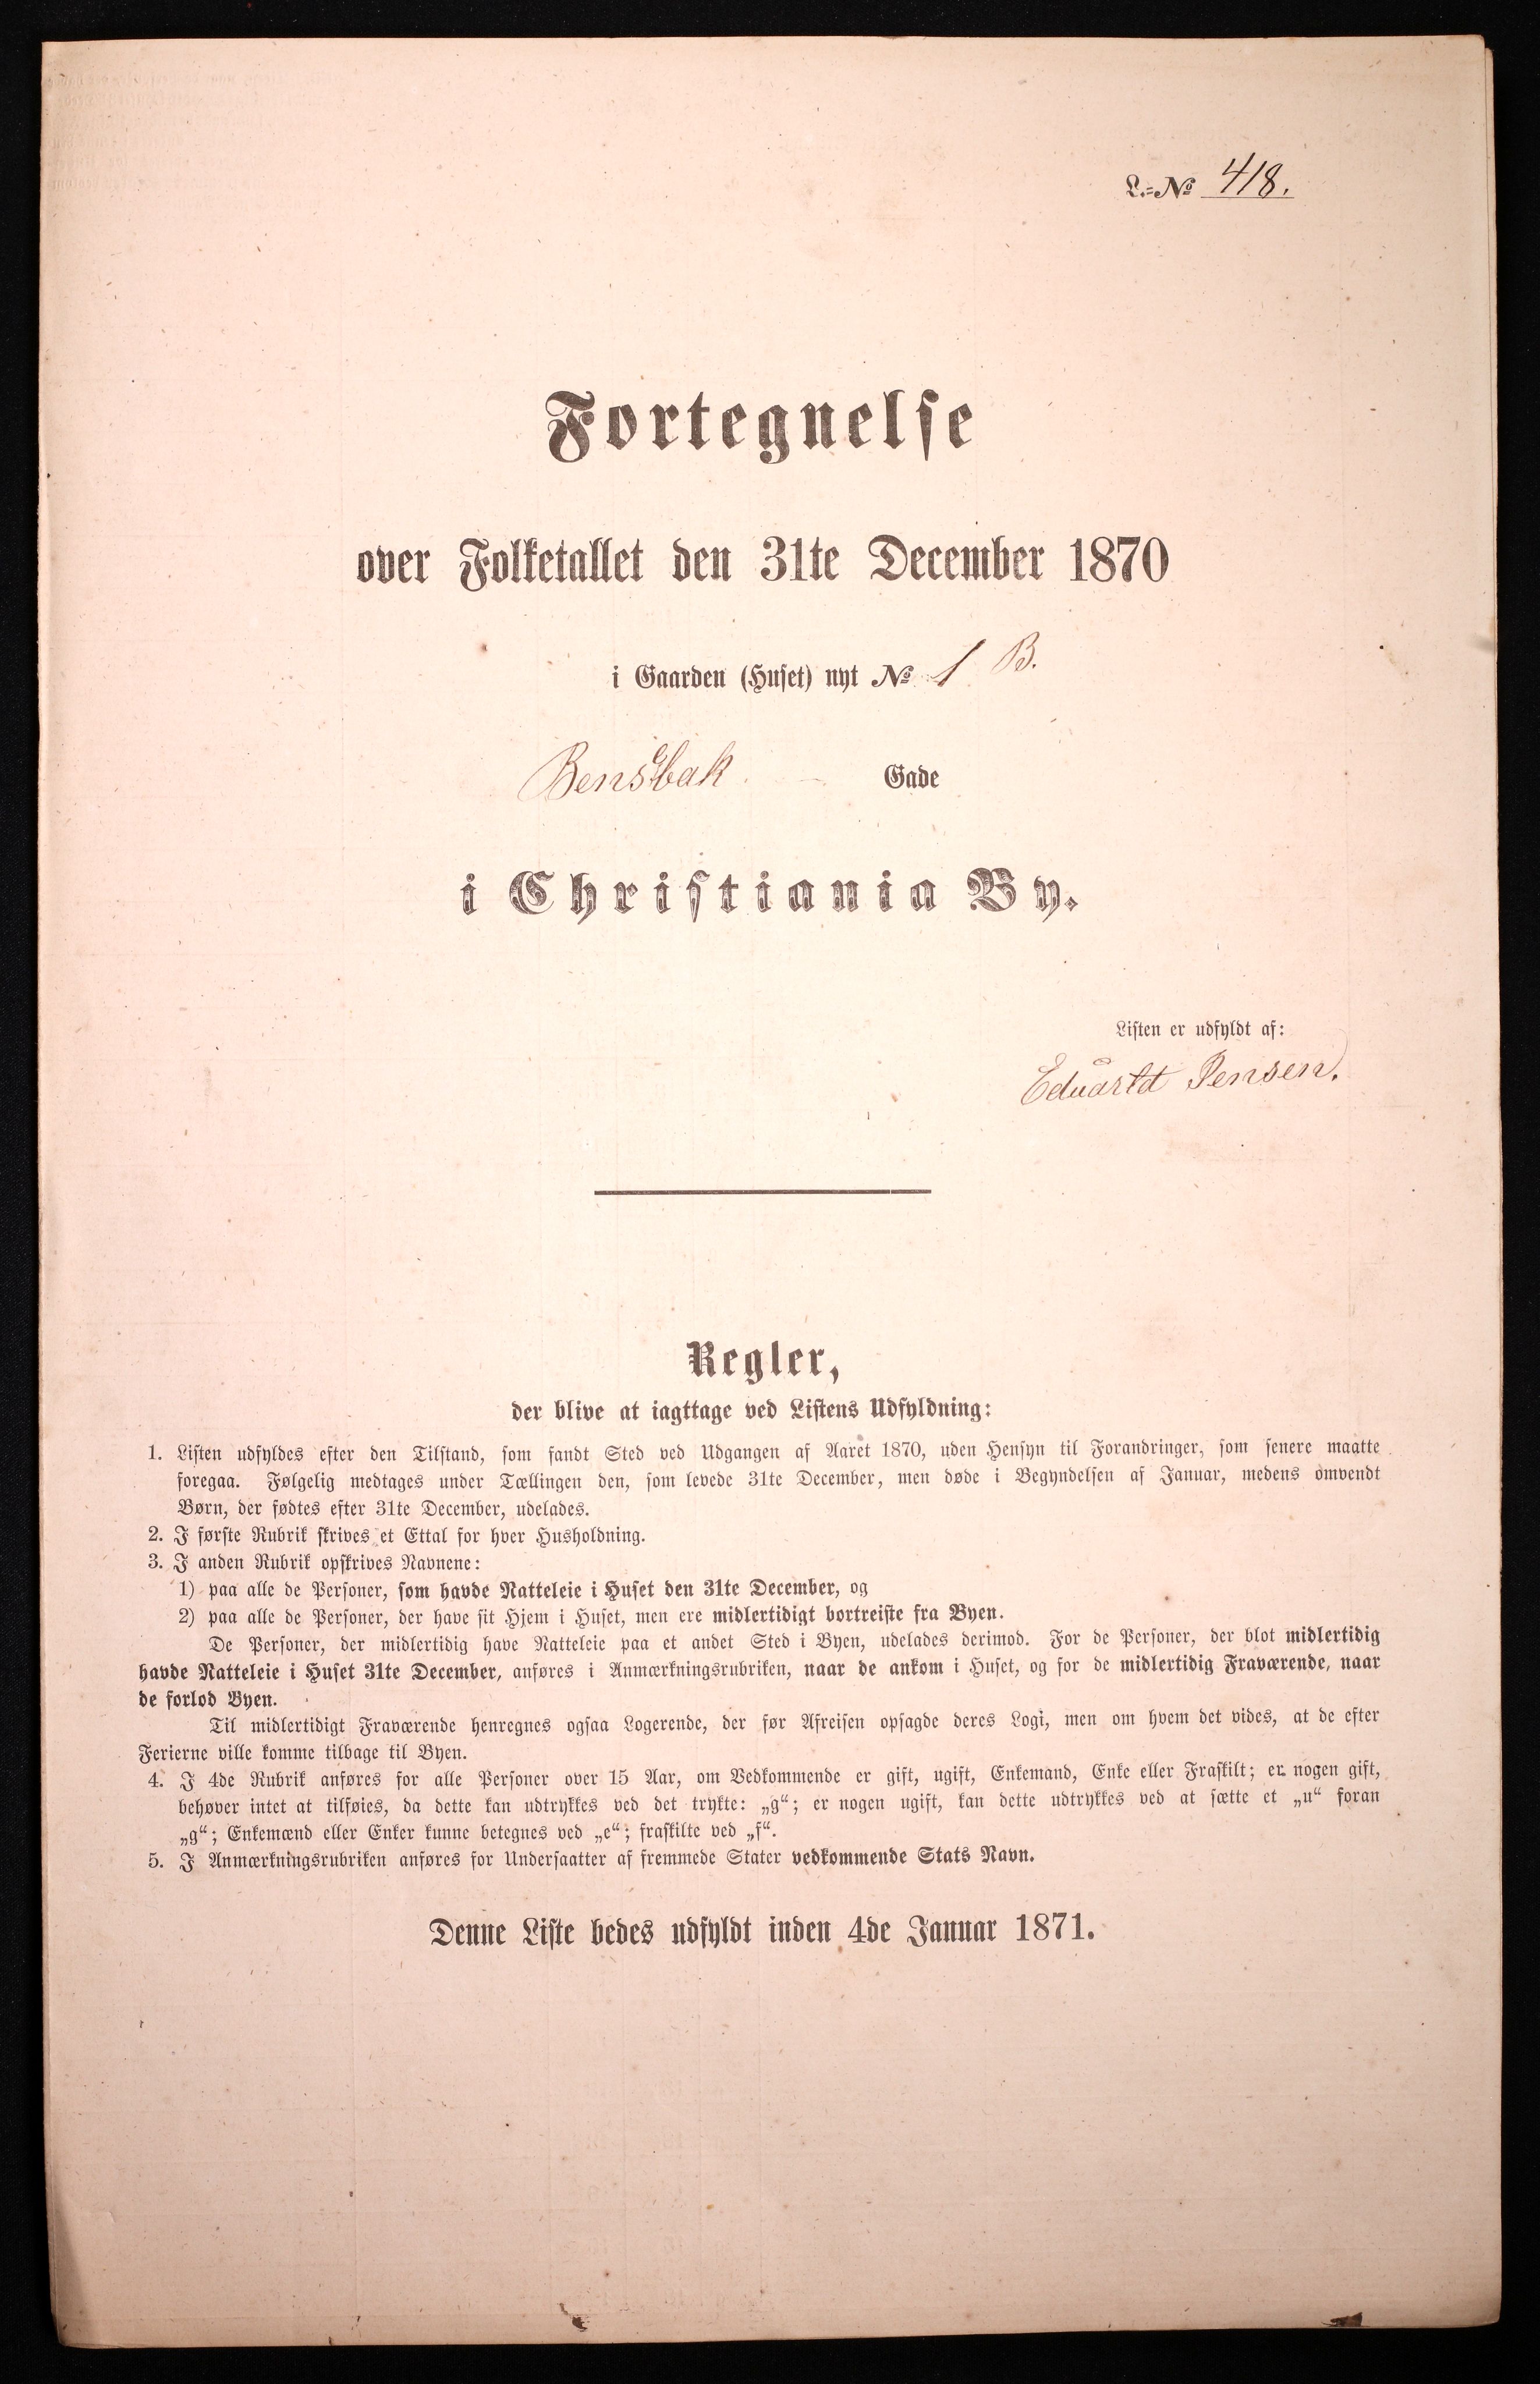 L.=No 418.
Fortegnelse
over Folketallet den 31te December 1870
i Gaarden (Huset) nyt No 1 B.
Gade
i Christiania By.
Listen er udfyldt af:
Eduard Jensen.
Regler,
der blive at iagttage ved Listens Udfyldning:
1. Listen udfyldes efter den Tilstand, som fandt Sted ved Udgangen af Aaret 1870, uden Hensyn til Forandringer, som senere maatte
foregaa. Følgelig medtages under Tællingen den, som levede 31te December, men døde i Begyndelsen af Januar, medens omvendt
Børn, der fødtes efter 31te December, udelades.
2. I første Rubrik skrives et Ettal for hver Husholdning.
3. I anden Rubrik opskrives Navnene:
1) paa alle de Personer, som havde Natteleie i Huset den 31te December, og
2) paa alle de Personer, der have sit Hjem i Huset, men ere midlertidigt bortreiste fra Byen.
De Personer, der midlertidig have Natteleie paa et andet Sted i Byen, udelades derimod. For de Personer, der blot midlertidig
havde Natteleie i Huset 31te December, anføres i Anmærkningsrubriken, naar de ankom i Huset, og for de midlertidig Fraværende, naar
de forlod Byen.
Til midlertidigt Fraværende henregnes ogsaa Logerende, der før Afreisen opsagde deres Logi, men om hvem det vides, at de efter
Ferierne ville komme tilbage til Byen.
4. I 4de Rubrik anføres for alle Personer over 15 Aar, om Vedkommende er gift, ugift, Enkemand, Enke eller Fraskilt; er nogen gift,
behøver intet at tilføies, da dette kan udtrykkes ved det trykte: „g“; er nogen ugift, kan dette udtrykkes ved at sætte et „u“ foran
„g“; Enkemænd eller Enker kunne betegnes ved „e“; fraskilte ved „f“.
5. I Anmærkningsrubriken anføres for Undersaatter af fremmede Stater vedkommende Stats Navn.
Denne Liste bedes udfyldt inden 4de Januar 1871.